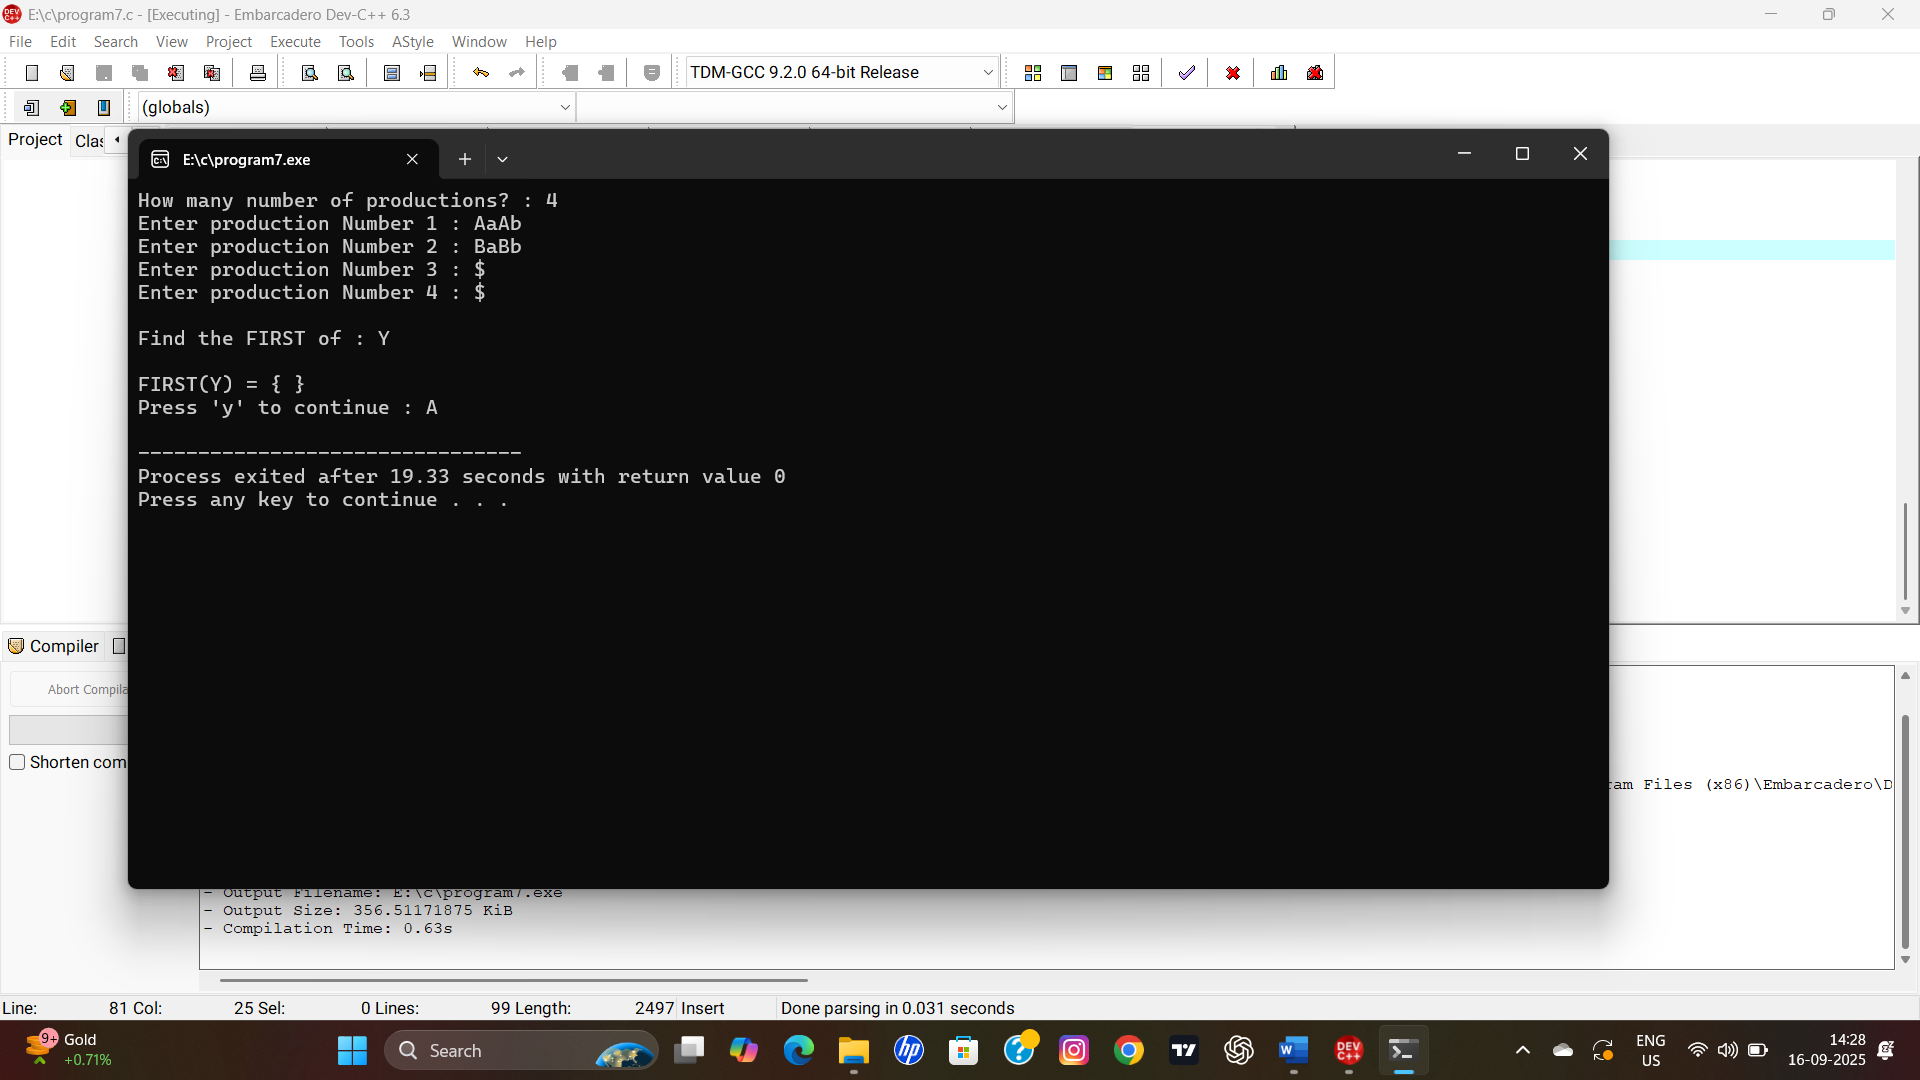 E:\c\program7.c - [Executing] - Embarcadero Dev-C++ 6.3
File Edit Search View Project Execute Tools AStyle Window Help
TDM-GCC 9.2.0 64-bit Release
(globals)
Project
E:\c\program7.exe
How many number of productions? : 4
Enter production Number 1 : AaAb
Enter production Number 2 : BaBb
Enter production Number 3 : $
Enter production Number 4 : $
Find the FIRST of : Y
FIRST(Y) = { }
Press 'y' to continue : A
--------------------------------
Process exited after 19.33 seconds with return value 0
Press any key to continue . . .
Compiler
Abort Compila
Shorten com
ram Files (x86)\Embarcadero\D
- Output Filename: E:\c\program7.exe
- Output Size: 356.51171875 KiB
- Compilation Time: 0.63s
Line: 81 Col: 25 Sel: 0 Lines: 99 Length: 2497 Insert Done parsing in 0.031 seconds
9+ Gold
+0.71%
Search
ENG
US
14:28
16-09-2025